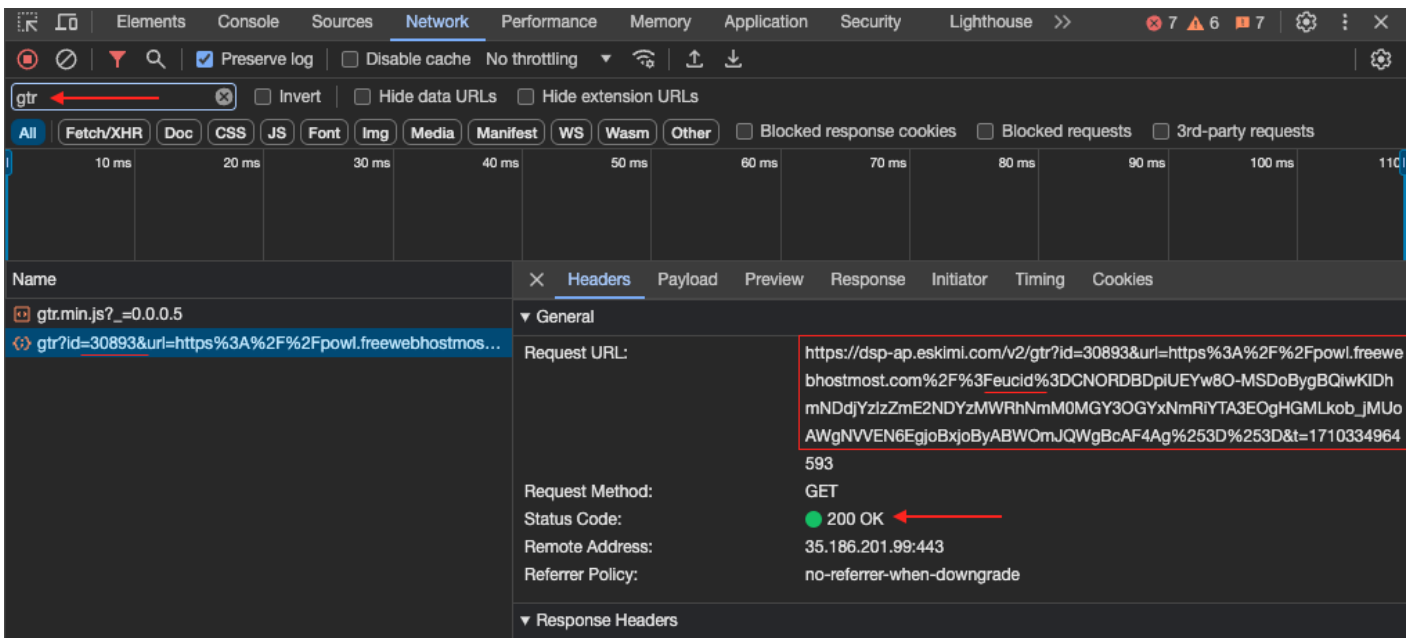 Elements Console Sources Network Performance Memory Application Security Lighthouse >> 7 6 7
Preserve log Disable cache No throttling
gtr Invert Hide data URLs Hide extension URLs
All Fetch/XHR Doc CSS JS Font Img Media Manifest WS Wasm Other Blocked response cookies Blocked requests 3rd-party requests
10 ms 20 ms 30 ms 40 ms 50 ms 60 ms 70 ms 80 ms 90 ms 100 ms 110
Name Headers Payload Preview Response Initiator Timing Cookies
gtr.min.js?_=0.0.0.5
gtr?id=30893&url=https%3A%2F%2Fpowl.freewebhostmos...
General
Request URL: https://dsp-ap.eskimi.com/v2/gtr?id=30893&url=https%3A%2F%2Fpowl.freewe
bhostmost.com%2F%3Feucid%3DCNORDBDpiUEYw8O-MSDoBygBQiwKIDh
mNDdjYzIzZmE2NDYzMWRhNmM0MGY3OGYxNmRiYTA3EOgHGMLkob_jMUo
AWgNVVEN6EgjoBxjoByABWOmJQWgBcAF4Ag%253D%253D&t=1710334964
593
Request Method: GET
Status Code: 200 OK
Remote Address: 35.186.201.99:443
Referrer Policy: no-referrer-when-downgrade
Response Headers